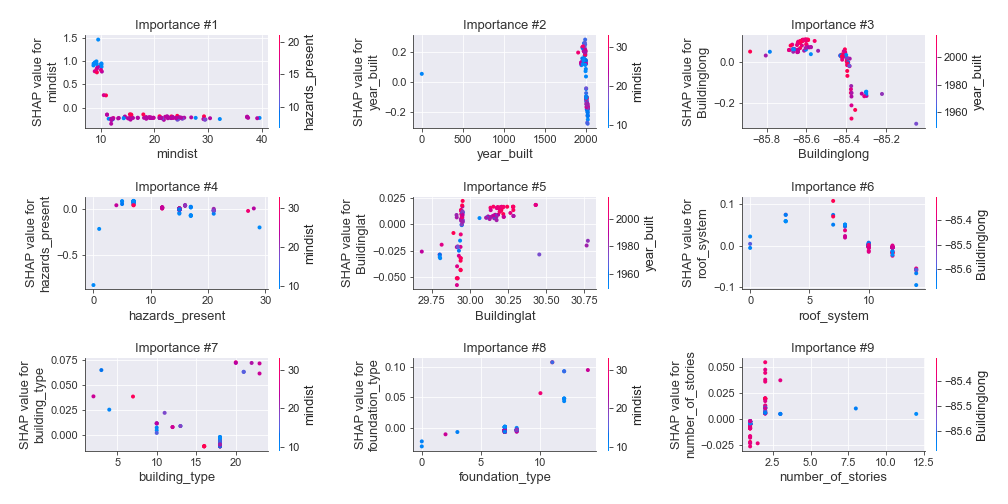 Importance #1
SHAP value for
mindist
1.5
1.0
0.5
0.0
10
20
30
40
mindist
20
15
10
hazards_present
Importance #2
SHAP value for
year_built
0.2
0.0
−0.2
0
500
1000
1500
2000
year_built
30
20
10
mindist
Importance #3
SHAP value for
Buildinglong
0.0
−0.2
−85.8
−85.6
−85.4
−85.2
Buildinglong
2000
1980
1960
year_built
Importance #4
SHAP value for
hazards_present
0.0
−0.5
0
10
20
30
hazards_present
30
20
10
mindist
Importance #5
SHAP value for
Buildinglat
0.025
0.000
−0.025
−0.050
29.75
30.00
30.25
30.50
30.75
Buildinglat
2000
1980
1960
year_built
Importance #6
SHAP value for
roof_system
0.1
0.0
−0.1
0
5
10
roof_system
−85.4
−85.5
−85.6
Buildinglong
Importance #7
SHAP value for
building_type
0.075
0.050
0.025
0.000
5
10
15
20
building_type
30
20
10
mindist
Importance #8
SHAP value for
foundation_type
0.10
0.05
0.00
0
10
foundation_type
30
20
10
mindist
Importance #9
SHAP value for
number_of_stories
0.050
0.025
0.000
−0.025
2.5
5.0
7.5
10.0
12.5
number_of_stories
−85.4
−85.5
−85.6
Buildinglong